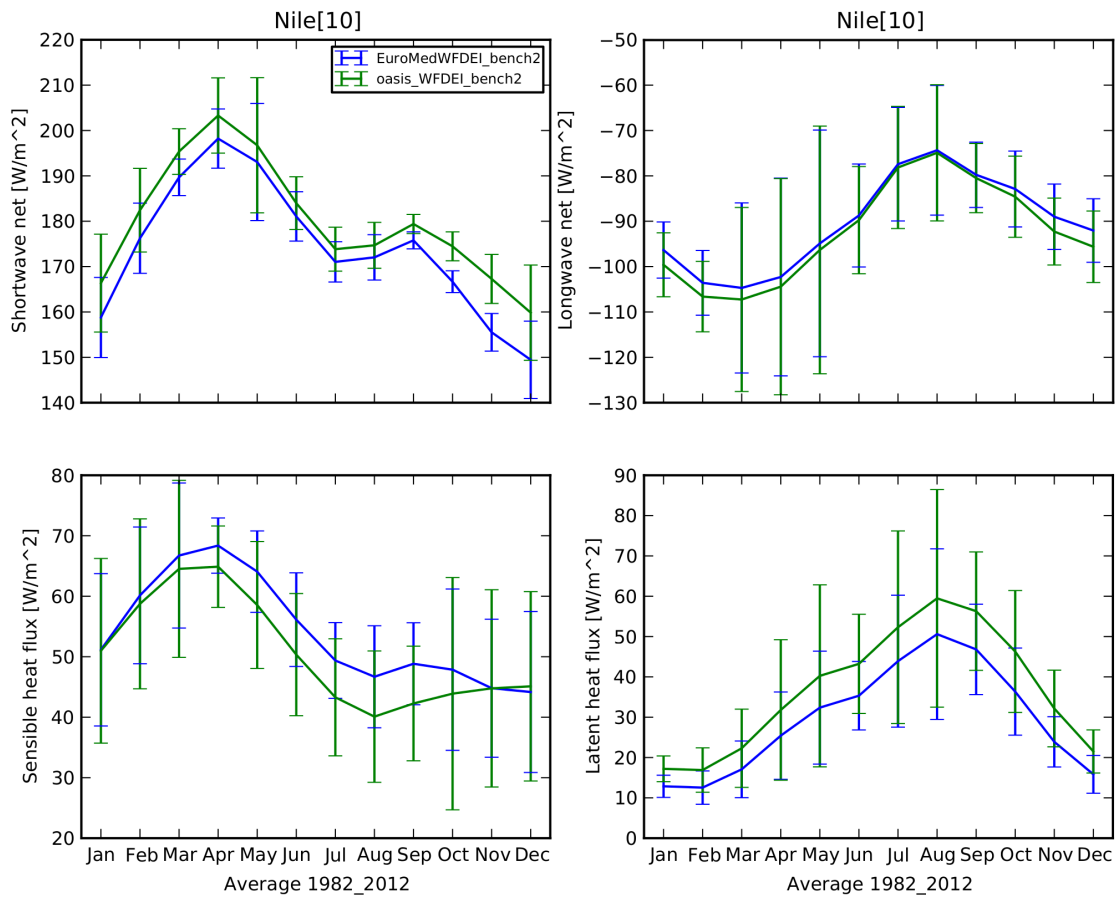 Nile[10]
220
210
200
190
180
170
160
150
140
Shortwave net [W/m^2]
EuroMedWFDEI_bench2
oasis_WFDEI_bench2
Nile[10]
−50
−60
−70
−80
−90
−100
−110
−120
−130
Longwave net [W/m^2]
80
70
60
50
40
30
20
Sensible heat flux [W/m^2]
Jan Feb Mar Apr May Jun Jul Aug Sep Oct Nov Dec
Average 1982_2012
90
80
70
60
50
40
30
20
10
0
Latent heat flux [W/m^2]
Jan Feb Mar Apr May Jun Jul Aug Sep Oct Nov Dec
Average 1982_2012